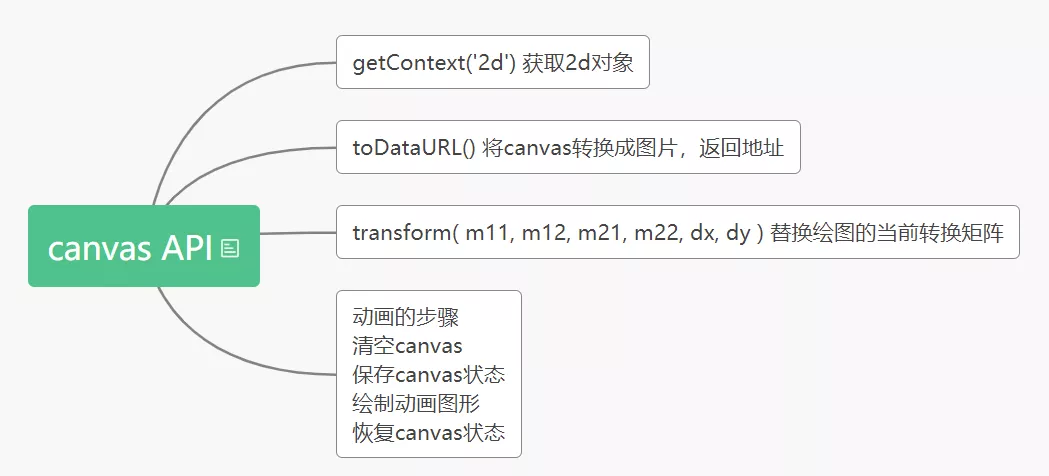 canvas API
getContext('2d') 获取2d对象
toDataURL() 将canvas转换成图片，返回地址
transform( m11, m12, m21, m22, dx, dy ) 替换绘图的当前转换矩阵
动画的步骤
清空canvas
保存canvas状态
绘制动画图形
恢复canvas状态